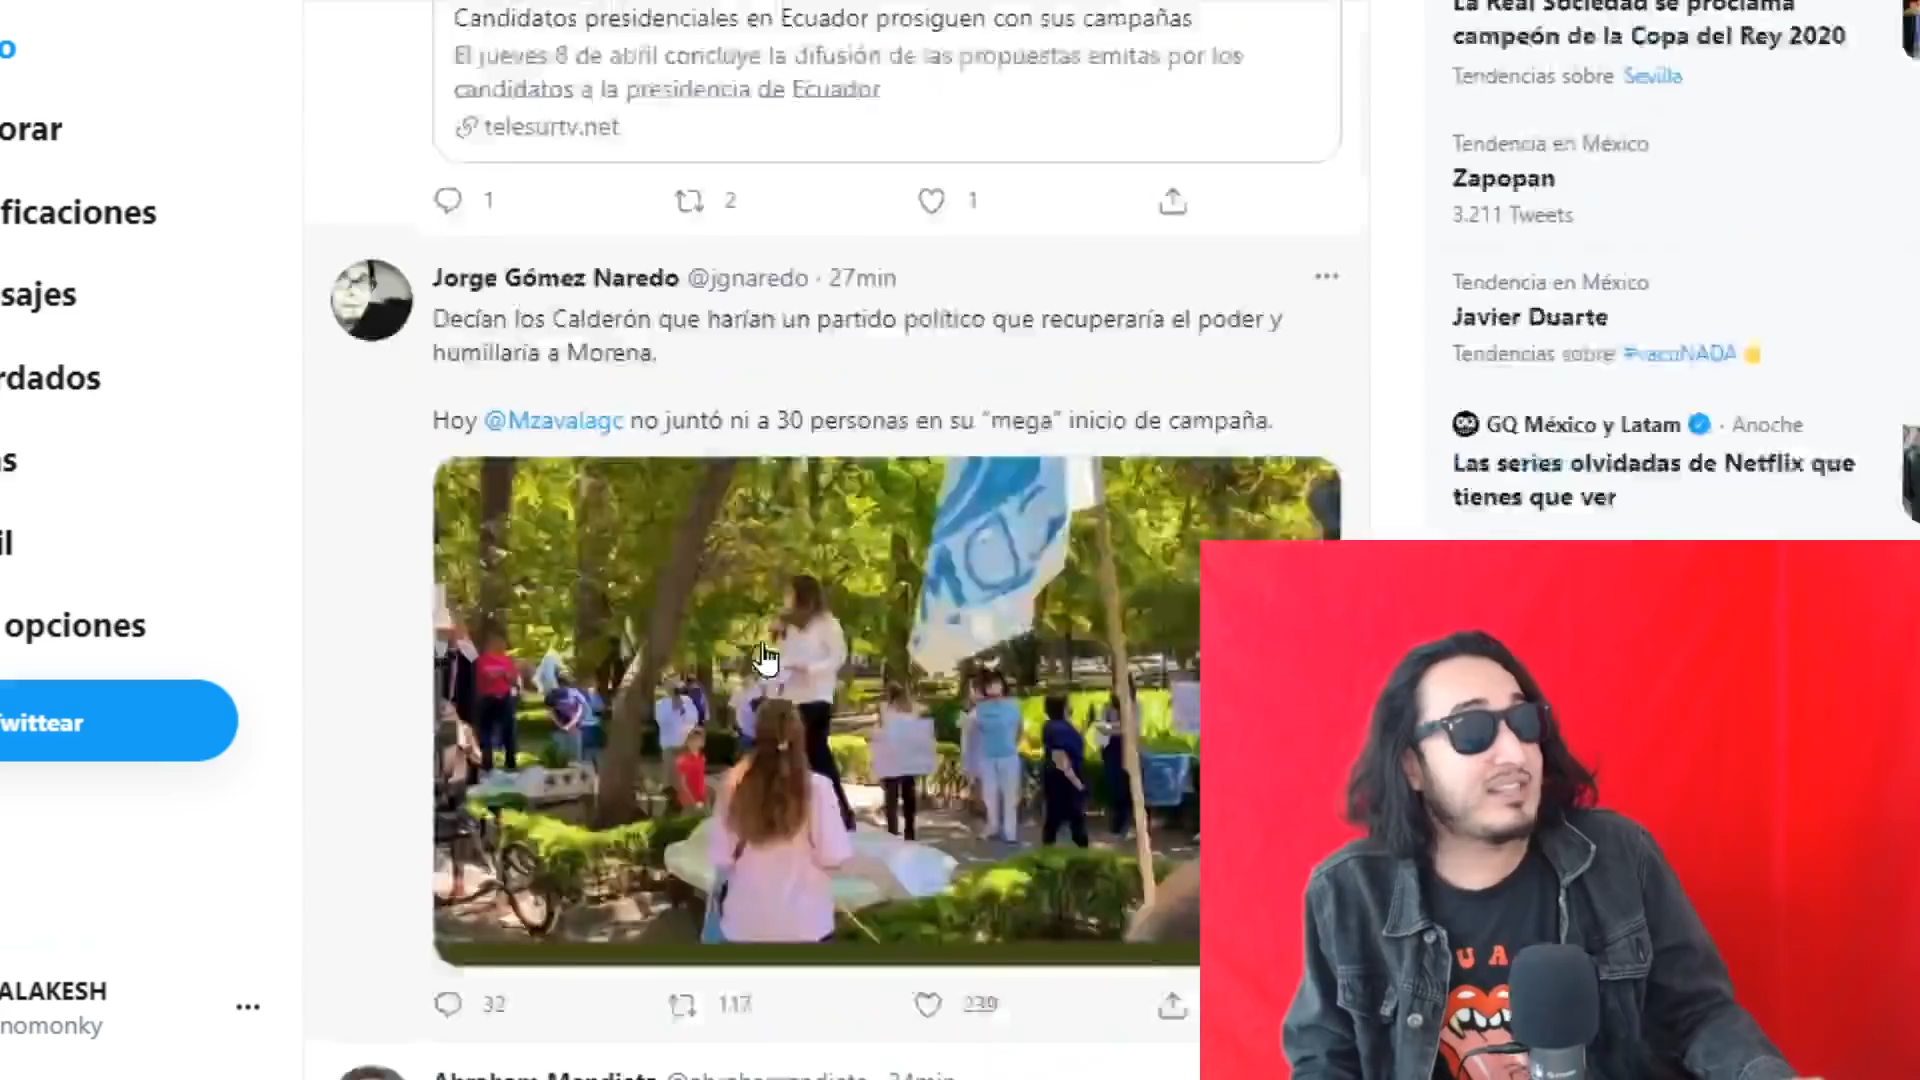 o
orar
ficaciones
sajes
rdados
s
il
opciones
wittear
ALAKESH
nomonky
Candidatos presidenciales en Ecuador prosiguen con sus campañas
El jueves 8 de abril concluye la difusión de las propuestas emitas por los
candidatos a la presidencia de Ecuador
telesurtv.net
1 2 1
Jorge Gómez Naredo @jgnaredo · 27min
Decían los Calderón que harían un partido político que recuperaría el poder y
humillaría a Morena.
Hoy @Mzavalagc no juntó ni a 30 personas en su "mega" inicio de campaña.
32 117 239
La Real Sociedad se proclama
campeón de la Copa del Rey 2020
Tendencias sobre Sevilla
Tendencia en México
Zapopan
3.211 Tweets
Tendencia en México
Javier Duarte
Tendencias sobre #vacuNADA
GQ México y Latam · Anoche
Las series olvidadas de Netflix que
tienes que ver
U A